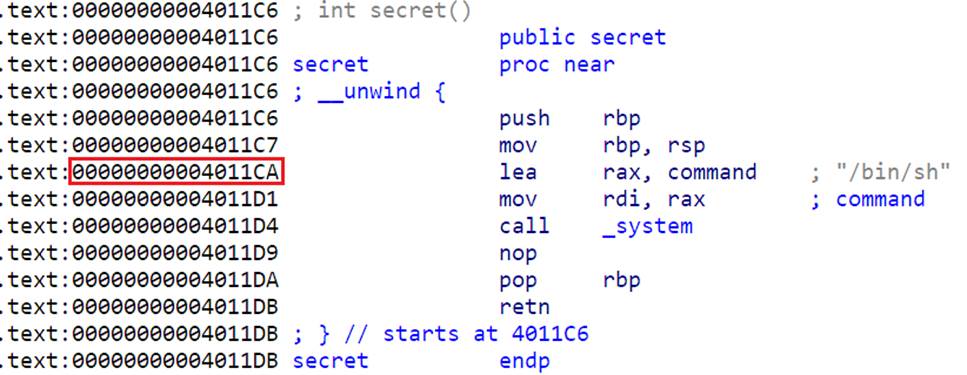 .text:00000000004011C6 ; int secret()
.text:00000000004011C6 public secret
.text:00000000004011C6 secret proc near
.text:00000000004011C6 ; __unwind {
.text:00000000004011C6 push rbp
.text:00000000004011C7 mov rbp, rsp
.text:00000000004011CA lea rax, command ; "/bin/sh"
.text:00000000004011D1 mov rdi, rax ; command
.text:00000000004011D4 call _system
.text:00000000004011D9 nop
.text:00000000004011DA pop rbp
.text:00000000004011DB retn
.text:00000000004011DB ; } // starts at 4011C6
.text:00000000004011DB secret endp